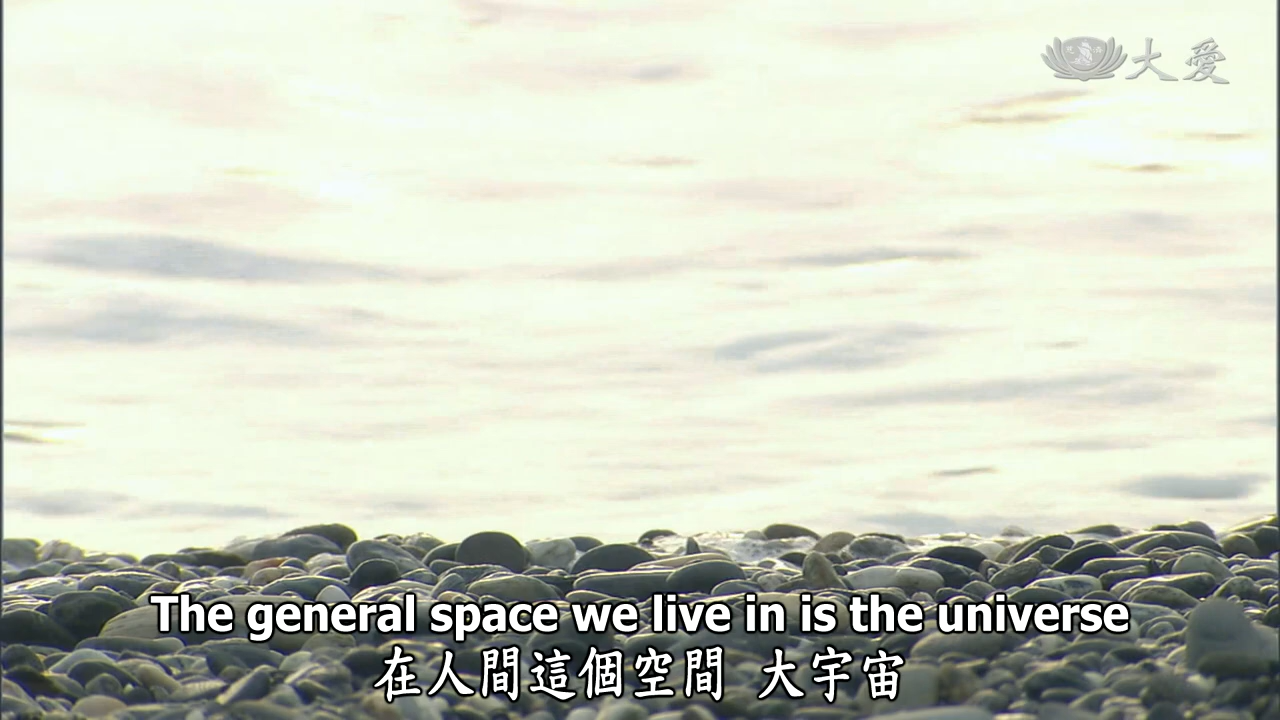 大愛
The general space we live in is the universe
在人間這個空間 大宇宙